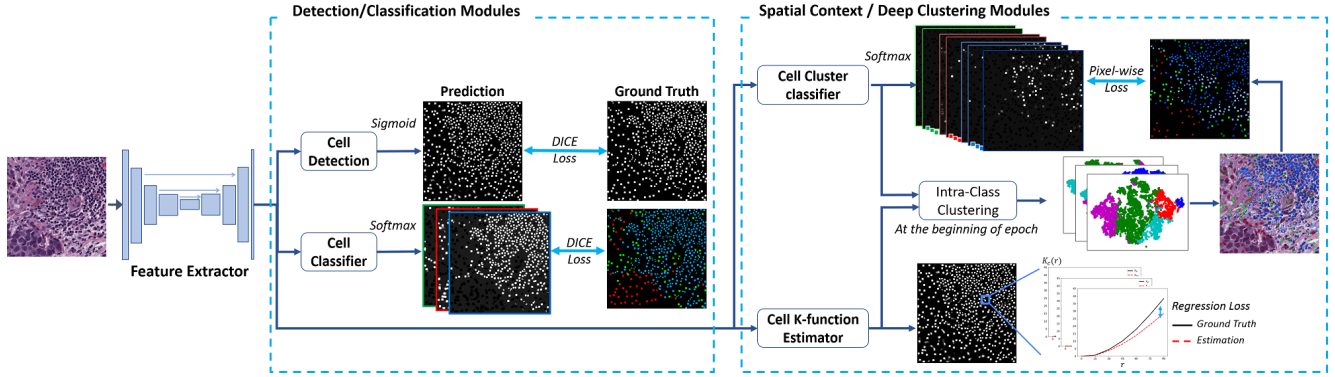 Detection/Classification Modules
Spatial Context / Deep Clustering Modules
Feature Extractor
Cell
Detection
Sigmoid
Prediction
Ground Truth
DICE
Loss
Cell
Classifier
Softmax
DICE
Loss
Cell Cluster
classifier
Softmax
Pixel-wise
Loss
Intra-Class
Clustering
At the beginning of epoch
Cell K-function
Estimator
K_c(r)
Regression Loss
Ground Truth
Estimation
r